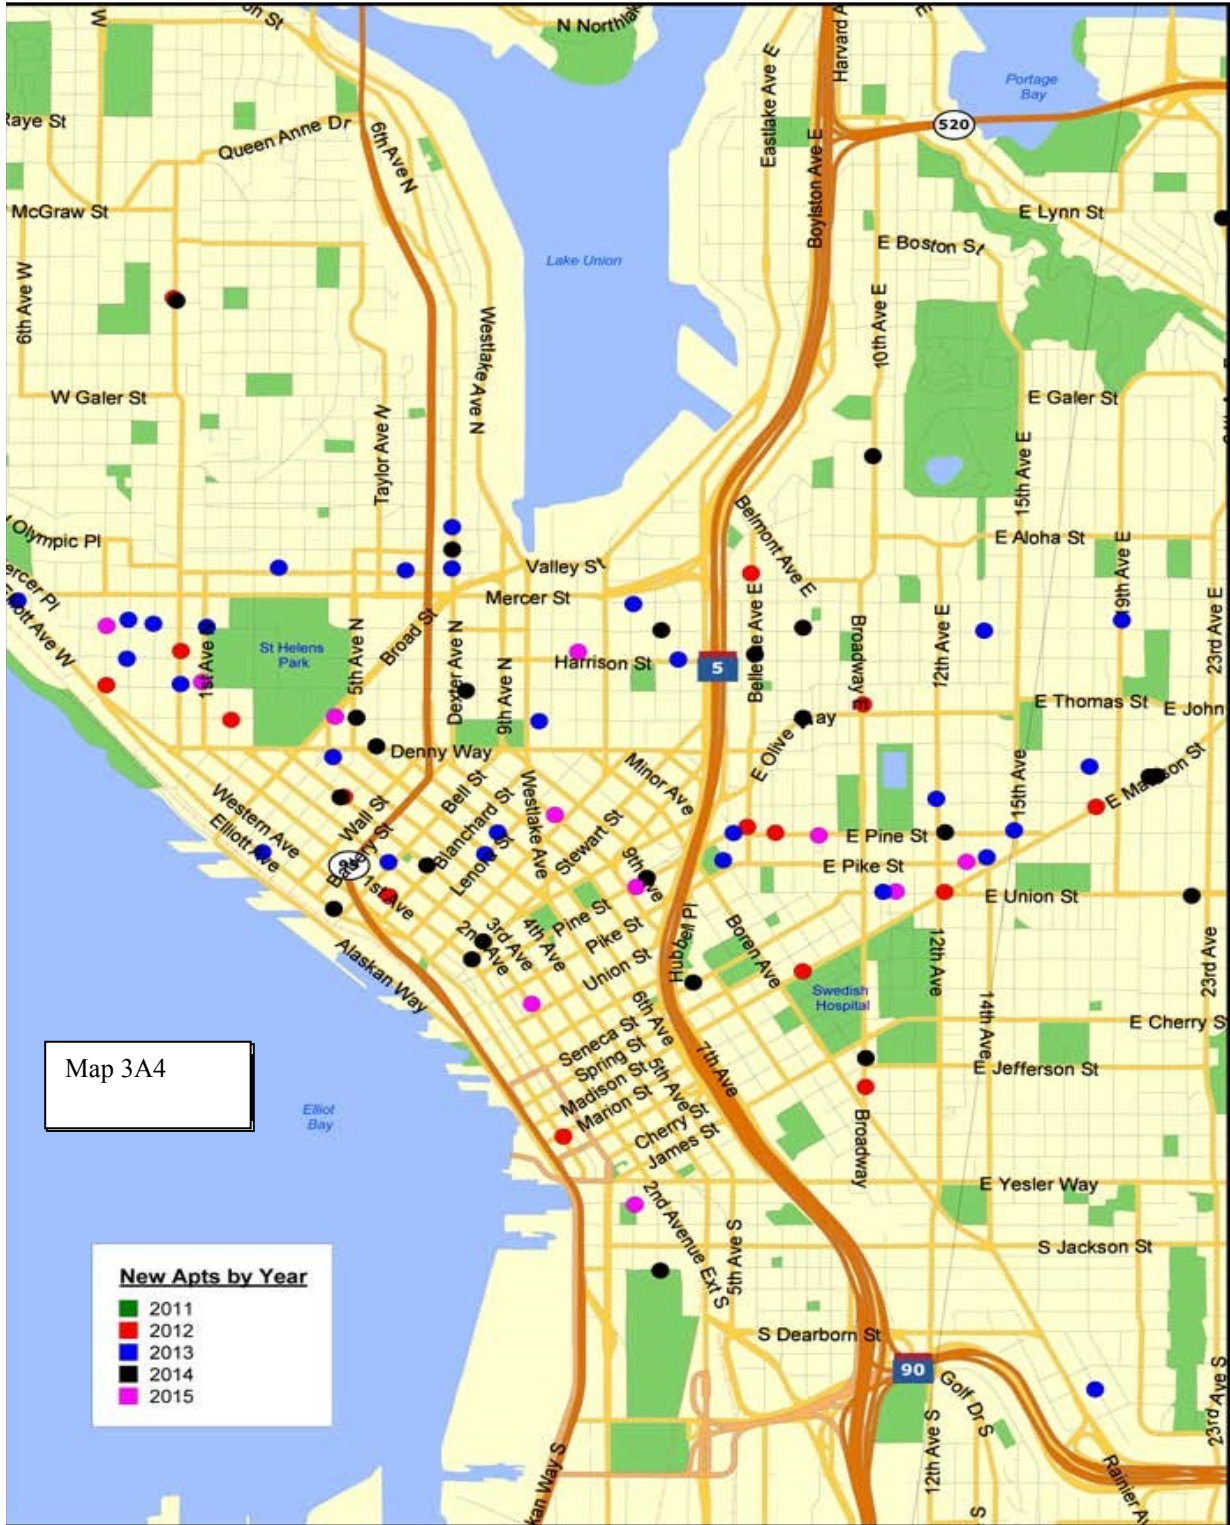 N Northlak
Harvard A
Portage
Bay
520
Raye St
Queen Anne Dr
6th Ave N
Eastlake Ave E
Boylston Ave E
McGraw St
E Lynn St
E Boston St
Lake Union
6th Ave W
10th Ave E
Westlake Ave N
W Galer St
E Galer St
Taylor Ave N
15th Ave E
Belmont Ave E
Olympic Pl
E Aloha St
Valley St
Mercer St
ercer Pl
Elliott Ave W
Broad St
St Helens
Park
1st Ave
5th Ave N
Dexter Ave N
9th Ave N
Harrison St
5
Bellevue Ave E
Broadway E
12th Ave E
19th Ave E
23rd Ave E
E Thomas St
E John
E Olive Way
Denny Way
Minor Ave
15th Ave
E Madison St
Western Ave
Elliott Ave
Wall St
Battery St
Bell St
Blanchard St
Lenora St
Westlake Ave
Stewart St
9th Ave
E Pine St
E Pike St
E Union St
1st Ave
2nd Ave
3rd Ave
4th Ave
Pine St
Pike St
Union St
Hubbell Pl
Boren Ave
12th Ave
23rd Ave
Alaskan Way
Swedish
Hospital
14th Ave
6th Ave
Seneca St
Spring St
Madison St
Marion St
5th Ave
7th Ave
E Cherry S
E Jefferson St
Map 3A4
Elliot
Bay
Cherry St
James St
Broadway
E Yesler Way
2nd Avenue Ext S
5th Ave S
S Jackson St
New Apts by Year
2011
2012
2013
2014
2015
S Dearborn St
90
Golf Dr S
12th Ave S
23rd Ave S
Rainier Av
kan Way S
S